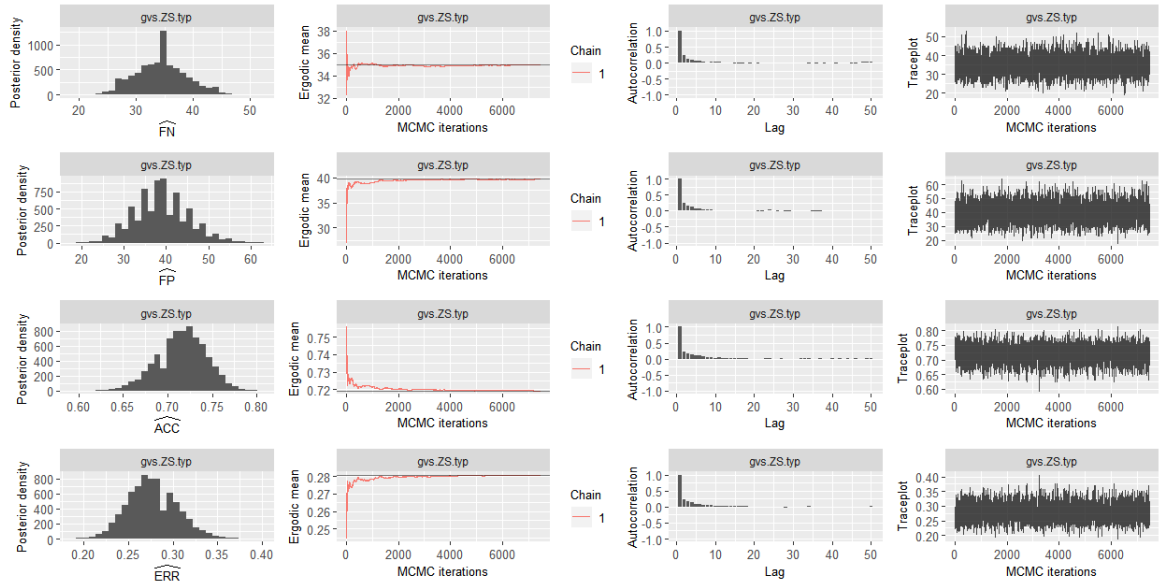 gvs.ZS.typ
Posterior density
1000
500
0
20 30 40 50
FN
gvs.ZS.typ
Ergodic mean
38
36
34
32
0 2000 4000 6000
MCMC iterations
Chain
1
gvs.ZS.typ
Autocorrelation
1.0
0.5
0.0
-0.5
-1.0
0 10 20 30 40 50
Lag
gvs.ZS.typ
Traceplot
50
40
30
20
0 2000 4000 6000
MCMC iterations
gvs.ZS.typ
Posterior density
750
500
250
0
20 30 40 50 60
FP
gvs.ZS.typ
Ergodic mean
40
35
30
0 2000 4000 6000
MCMC iterations
Chain
1
gvs.ZS.typ
Autocorrelation
1.0
0.5
0.0
-0.5
-1.0
0 10 20 30 40 50
Lag
gvs.ZS.typ
Traceplot
60
50
40
30
20
0 2000 4000 6000
MCMC iterations
gvs.ZS.typ
Posterior density
800
600
400
200
0
0.60 0.65 0.70 0.75 0.80
ACC
gvs.ZS.typ
Ergodic mean
0.75
0.74
0.73
0.72
0 2000 4000 6000
MCMC iterations
Chain
1
gvs.ZS.typ
Autocorrelation
1.0
0.5
0.0
-0.5
-1.0
0 10 20 30 40 50
Lag
gvs.ZS.typ
Traceplot
0.80
0.75
0.70
0.65
0.60
0 2000 4000 6000
MCMC iterations
gvs.ZS.typ
Posterior density
800
600
400
200
0
0.20 0.25 0.30 0.35 0.40
ERR
gvs.ZS.typ
Ergodic mean
0.28
0.27
0.26
0.25
0 2000 4000 6000
MCMC iterations
Chain
1
gvs.ZS.typ
Autocorrelation
1.0
0.5
0.0
-0.5
-1.0
0 10 20 30 40 50
Lag
gvs.ZS.typ
Traceplot
0.40
0.35
0.30
0.25
0.20
0 2000 4000 6000
MCMC iterations